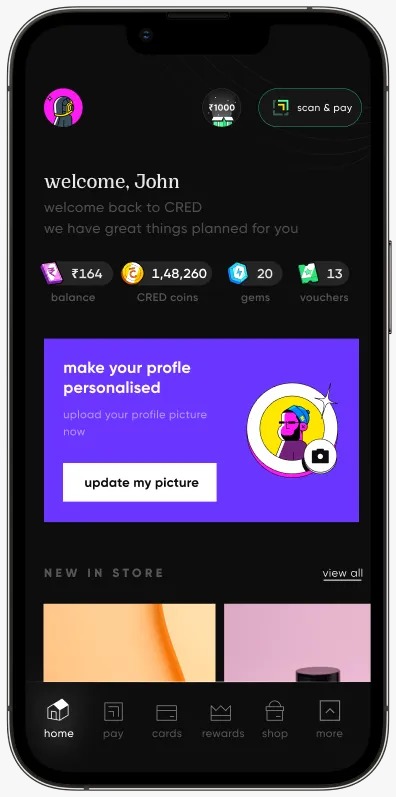 ₹1000
scan & pay
welcome, John
welcome back to CRED
we have great things planned for you
₹164
1,48,260
20
13
balance
CRED coins
gems
vouchers
make your profle
personalised
upload your profile picture
now
update my picture
NEW IN STORE
view all
home
pay
cards
rewards
shop
more